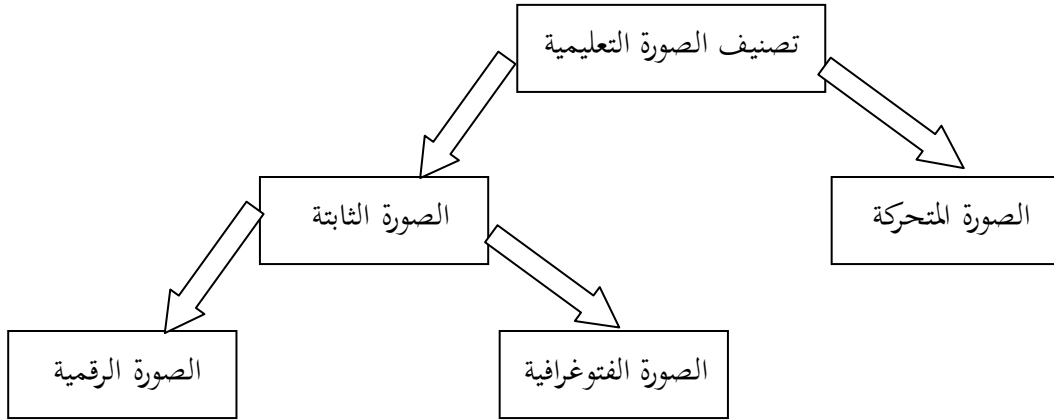 تصنيف الصورة التعليمية
الصورة المتحركة
الصورة الثابتة
الصورة الفتوغرافية
الصورة الرقمية